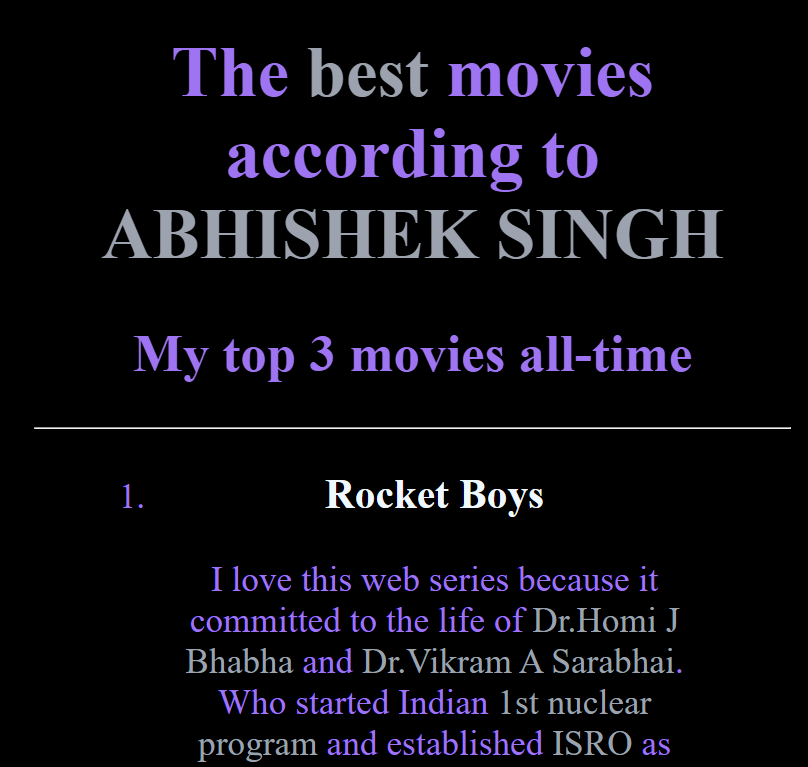 The best movies
according to
ABHISHEK SINGH
My top 3 movies all-time
1. Rocket Boys
I love this web series because it
committed to the life of Dr.Homi J
Bhabha and Dr.Vikram A Sarabhai.
Who started Indian 1st nuclear
program and established ISRO as